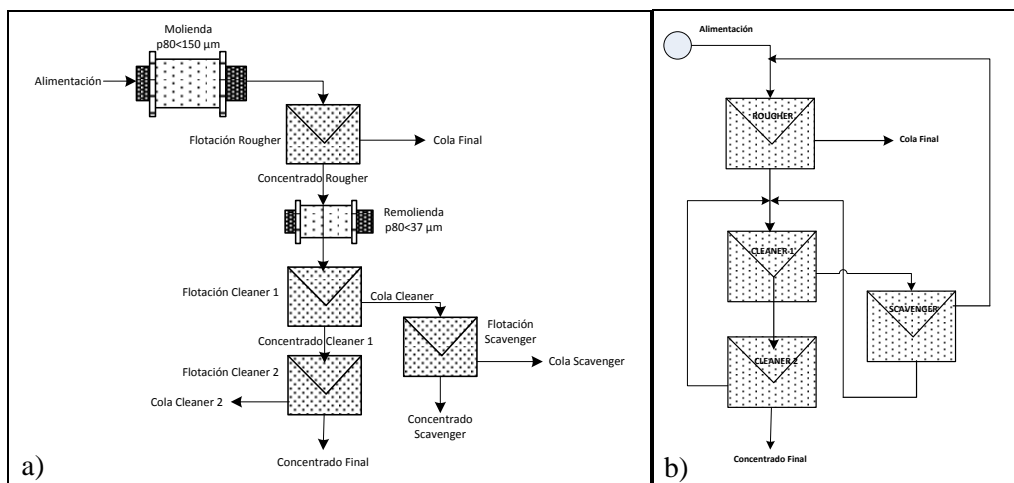 Molienda
p80<150 µm
Alimentación
Flotación Rougher
Cola Final
Concentrado Rougher
Remolienda
p80<37 µm
Flotación Cleaner 1
Cola Cleaner
Flotación
Scavenger
Concentrado Cleaner 1
Cola Scavenger
Flotación Cleaner 2
Cola Cleaner 2
Concentrado
Scavenger
Concentrado Final
a)
Alimentación
ROUGHER
Cola Final
CLEANER 1
SCAVENGER
CLEANER 2
Concentrado Final
b)